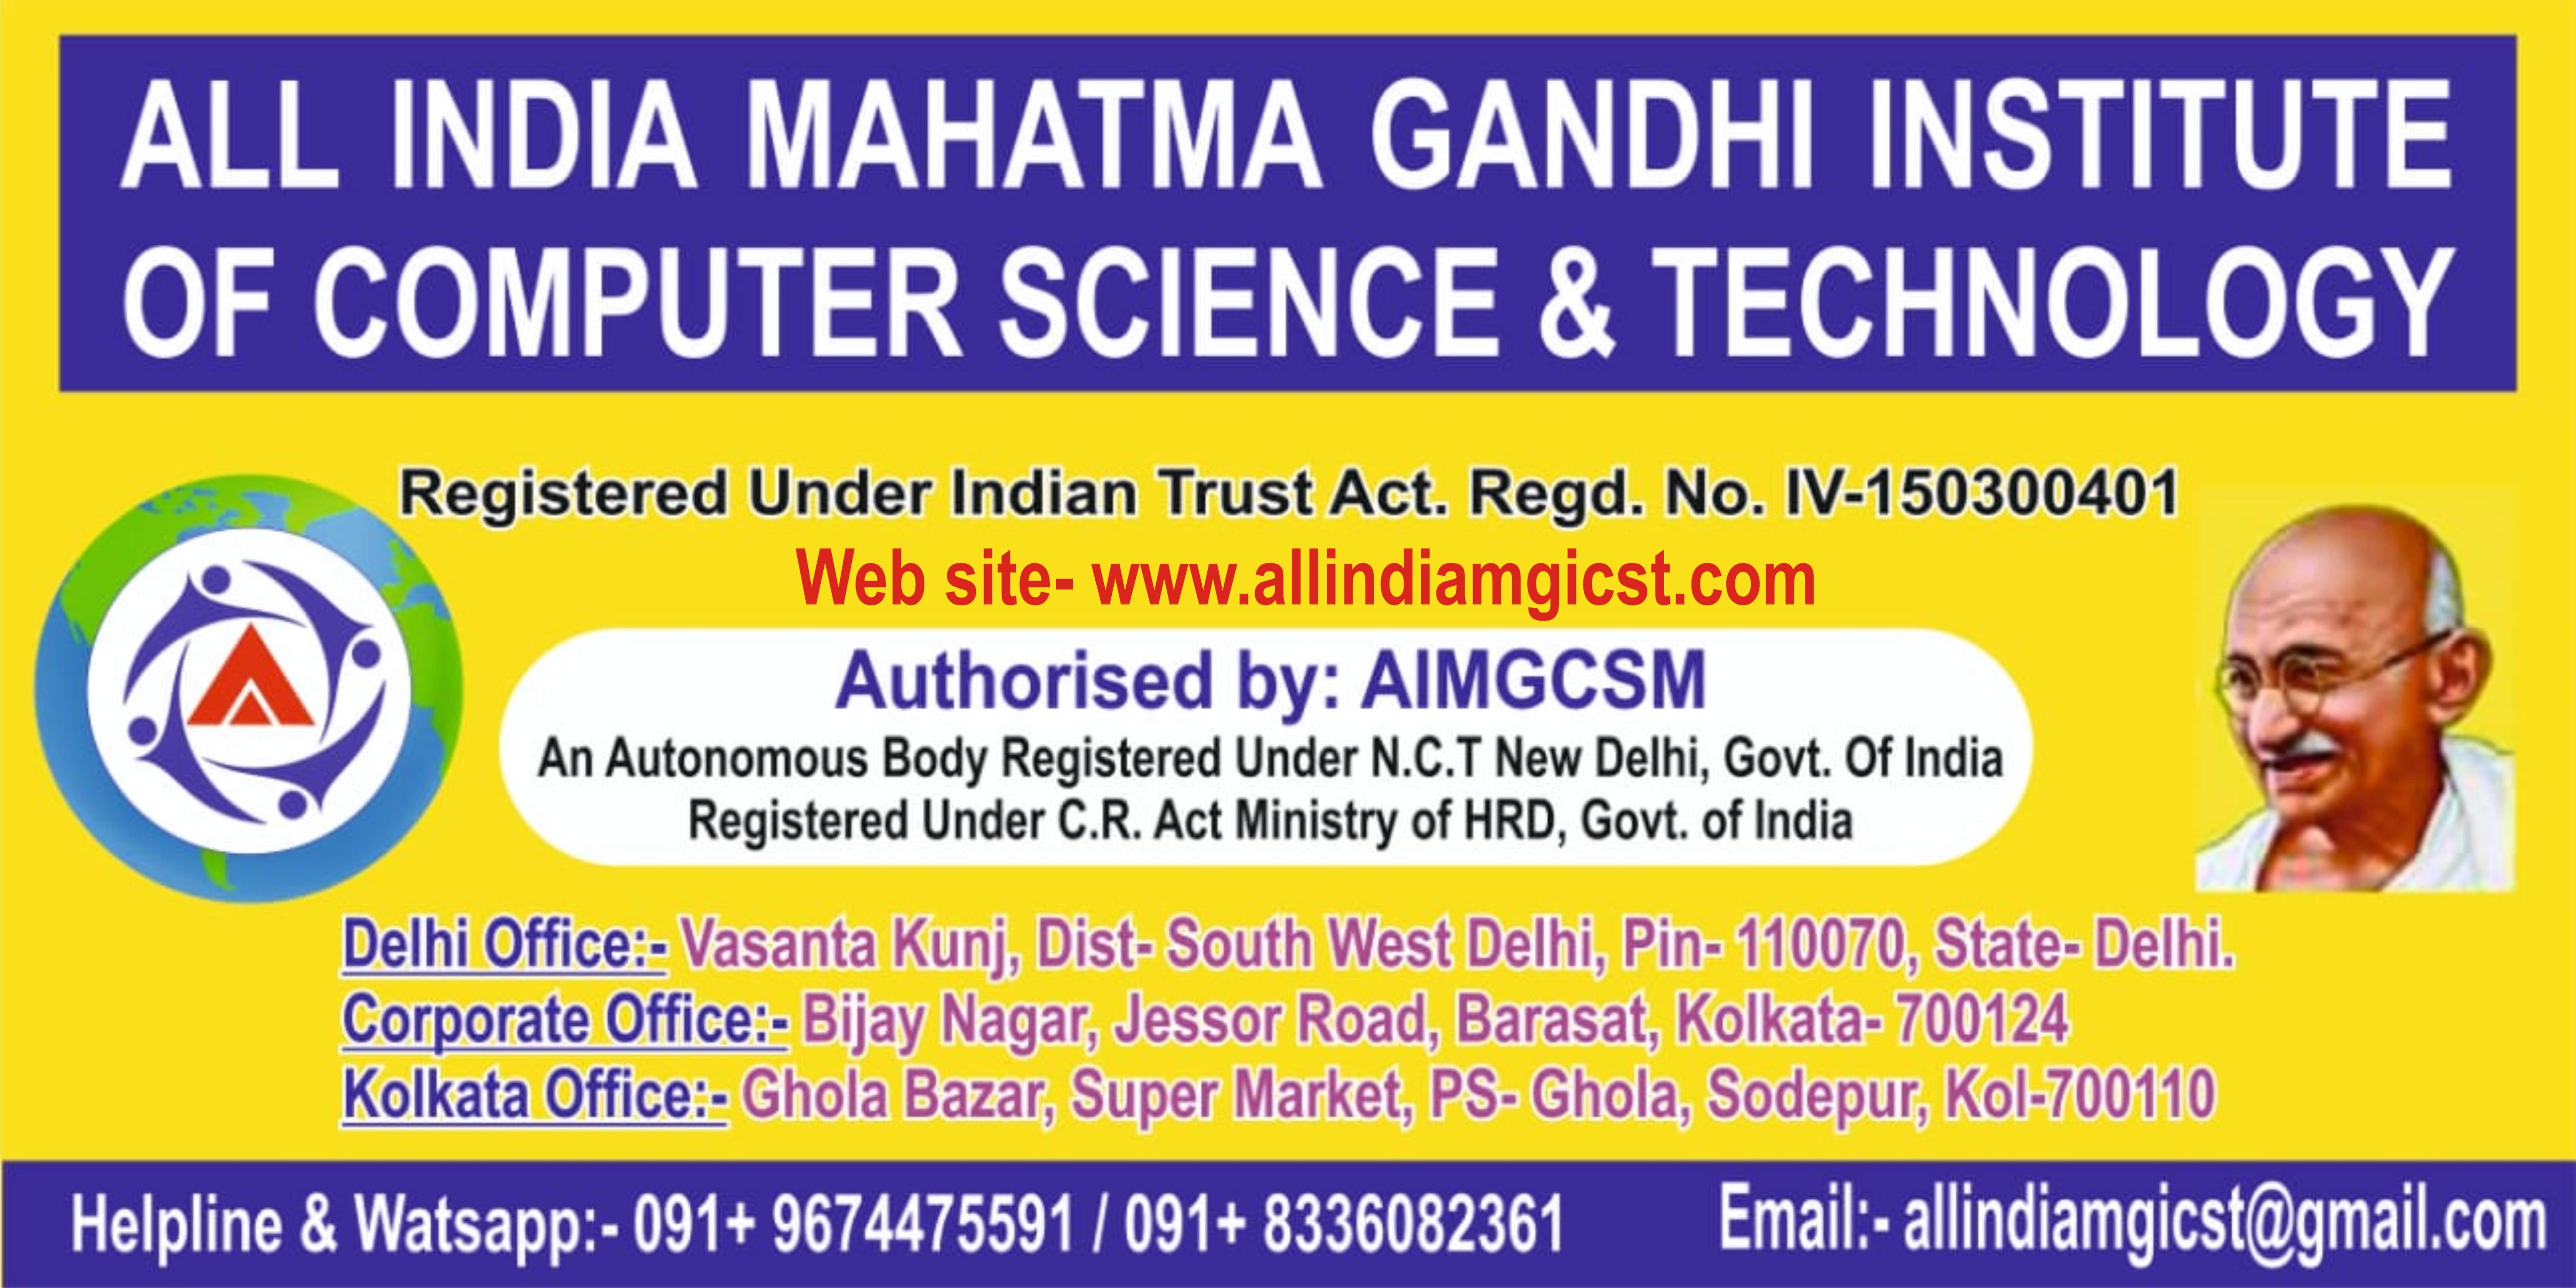 ALL INDIA MAHATMA GANDHI INSTITUTE
OF COMPUTER SCIENCE & TECHNOLOGY
Registered Under Indian Trust Act. Regd. No. IV-150300401
Web site- www.allindiamgicst.com
Authorised by: AIMGCSM
An Autonomous Body Registered Under N.C.T New Delhi, Govt. Of India
Registered Under C.R. Act Ministry of HRD, Govt. of India
Delhi Office:- Vasanta Kunj, Dist- South West Delhi, Pin- 110070, State- Delhi.
Corporate Office:- Bijay Nagar, Jessor Road, Barasat, Kolkata- 700124
Kolkata Office:- Ghola Bazar, Super Market, PS- Ghola, Sodepur, Kol-700110
Helpline & Watsapp:- 091+ 9674475591 / 091+ 8336082361
Email:- allindiamgicst@gmail.com